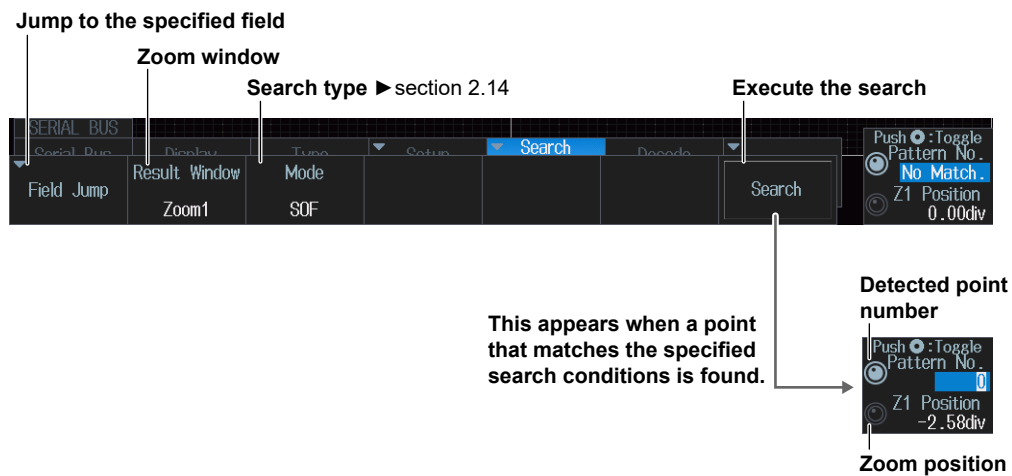 Jump to the specified field
Zoom window
Search type ►section 2.14
Execute the search
SERIAL BUS
Serial Bus Display Type Setup Search Decode
Field Jump
Result Window
Zoom1
Mode
SOF
Search
Push :Toggle
Pattern No.
No Match.
Z1 Position
0.00div
This appears when a point
that matches the specified
search conditions is found.
Detected point
number
Push :Toggle
Pattern No.
0
Z1 Position
-2.58div
Zoom position